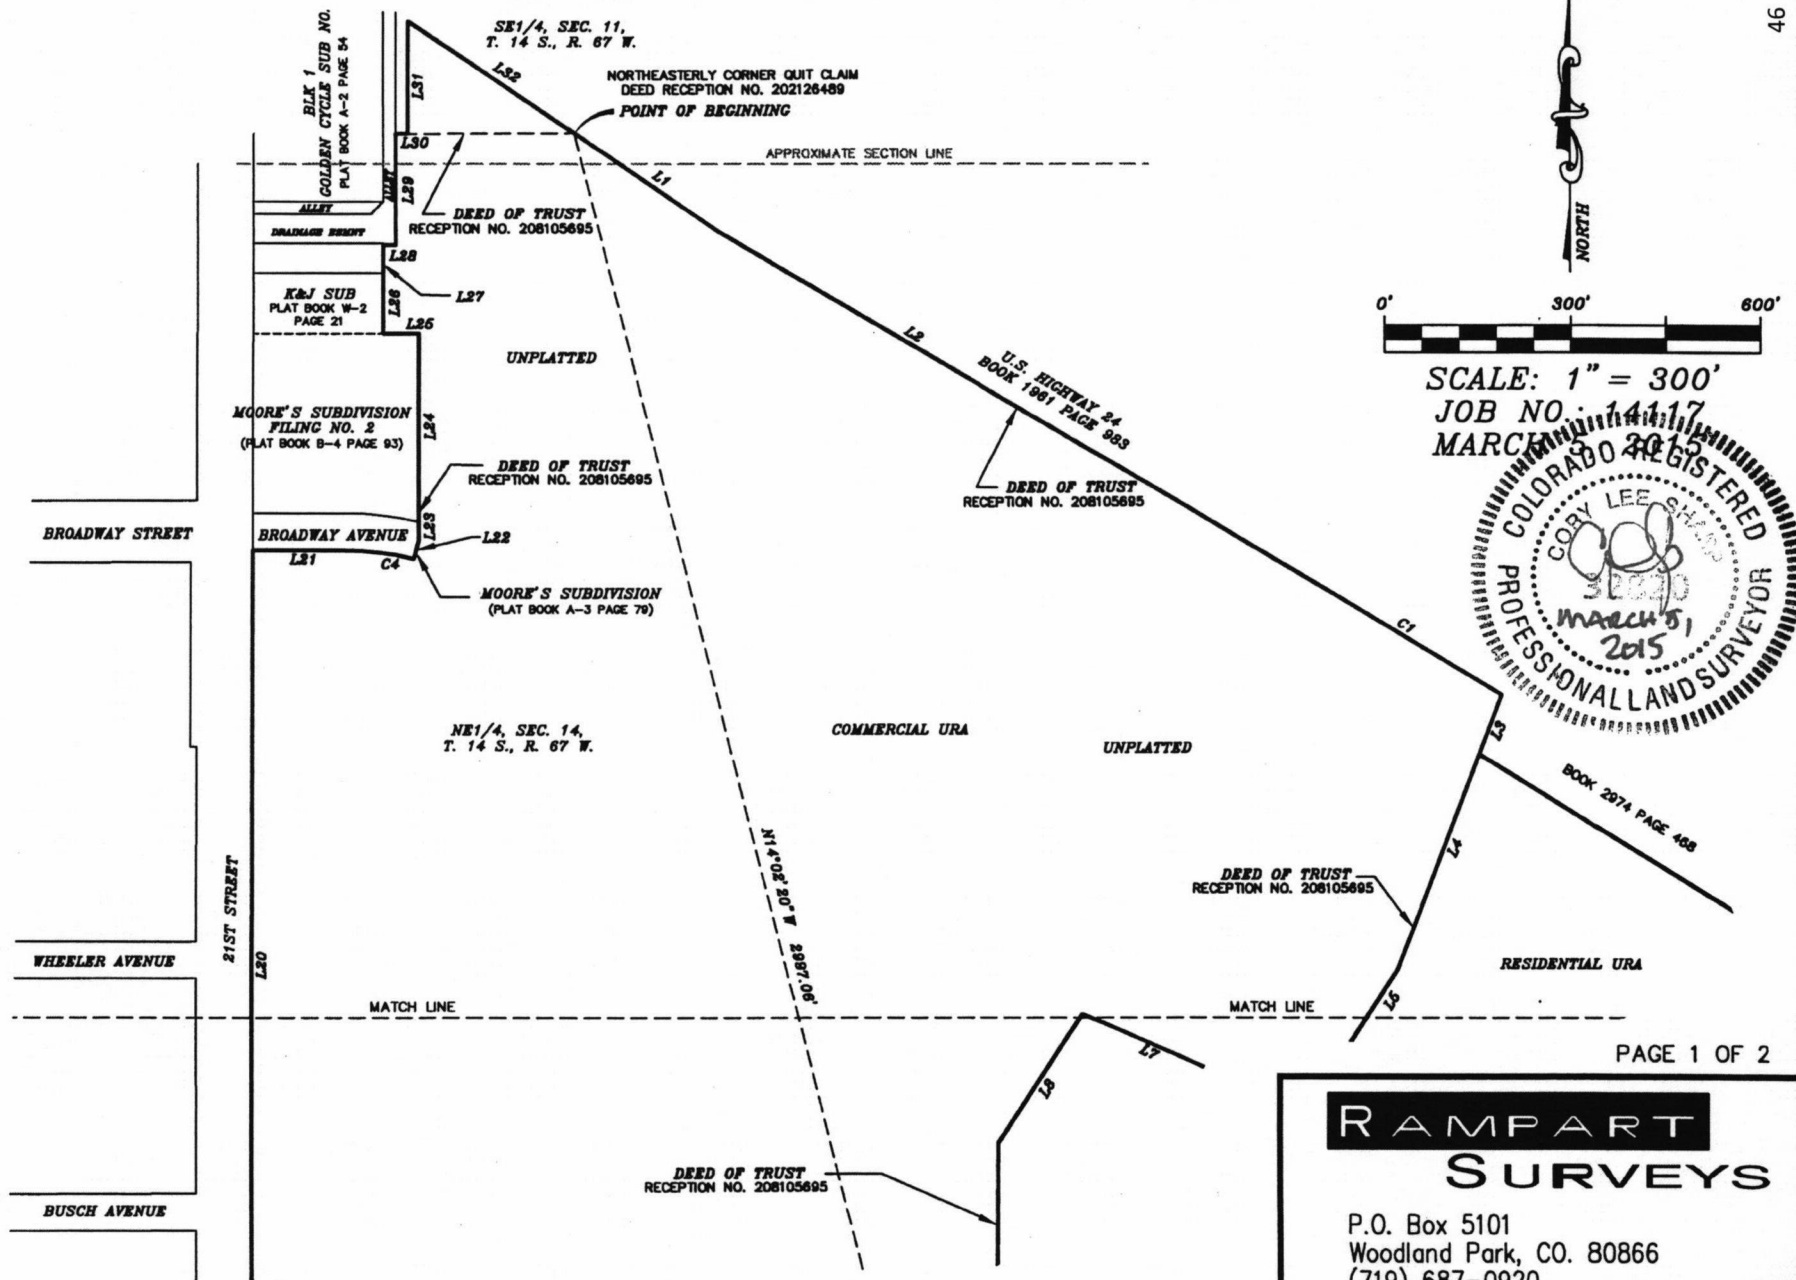 46
SE1/4, SEC. 11,
T. 14 S., R. 67 W.
BLK 1
GOLDEN CYCLE SUB NO.
PLAT BOOK A-2 PAGE 54
L31
L32
NORTHEASTERLY CORNER QUIT CLAIM
DEED RECEPTION NO. 202126489
POINT OF BEGINNING
L30
APPROXIMATE SECTION LINE
ALLEY
L29
L1
ALLEY
DEED OF TRUST
RECEPTION NO. 208105695
DRAINAGE ESMNT
L28
NORTH
K&J SUB
PLAT BOOK W-2
PAGE 21
L26
L27
L25
0'
300'
600'
SCALE: 1" = 300'
JOB NO.: 14117
MARCH 5, 2015
UNPLATTED
L2
U.S. HIGHWAY 24
BOOK 1961 PAGE 983
MOORE'S SUBDIVISION
FILING NO. 2
(PLAT BOOK B-4 PAGE 93)
L24
DEED OF TRUST
RECEPTION NO. 208105695
DEED OF TRUST
RECEPTION NO. 208105695
COLORADO REGISTERED
CORY LEE SHARP
32820
MARCH 5,
2015
PROFESSIONAL LAND SURVEYOR
BROADWAY STREET
BROADWAY AVENUE
L23
L22
L21
C4
MOORE'S SUBDIVISION
(PLAT BOOK A-3 PAGE 79)
C1
NE1/4, SEC. 14,
T. 14 S., R. 67 W.
COMMERCIAL URA
UNPLATTED
L3
BOOK 2974 PAGE 468
N14°02'20"W 2997.06'
L4
DEED OF TRUST
RECEPTION NO. 208105695
21ST STREET
L20
WHEELER AVENUE
RESIDENTIAL URA
L5
MATCH LINE
MATCH LINE
L7
L8
PAGE 1 OF 2
DEED OF TRUST
RECEPTION NO. 208105695
BUSCH AVENUE
RAMPART
SURVEYS
P.O. Box 5101
Woodland Park, CO. 80866
(719) 687-0920